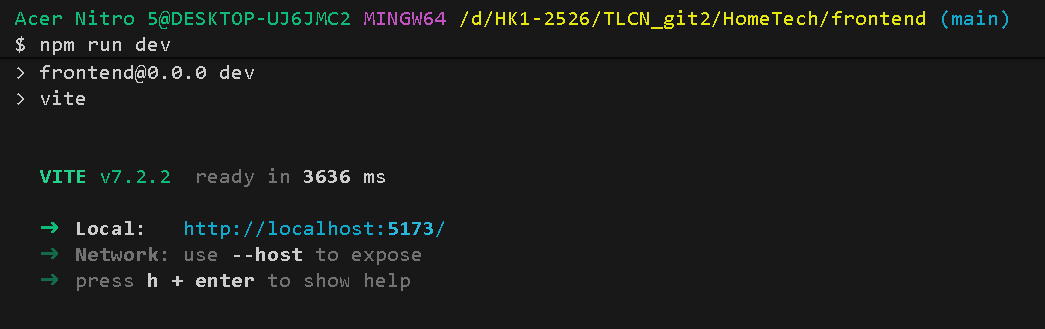 Acer Nitro 5@DESKTOP-UJ6JMC2 MINGW64 /d/HK1-2526/TLCN_git2/HomeTech/frontend (main)
$ npm run dev
> frontend@0.0.0 dev
> vite
VITE v7.2.2 ready in 3636 ms
➜ Local: http://localhost:5173/
➜ Network: use --host to expose
➜ press h + enter to show help